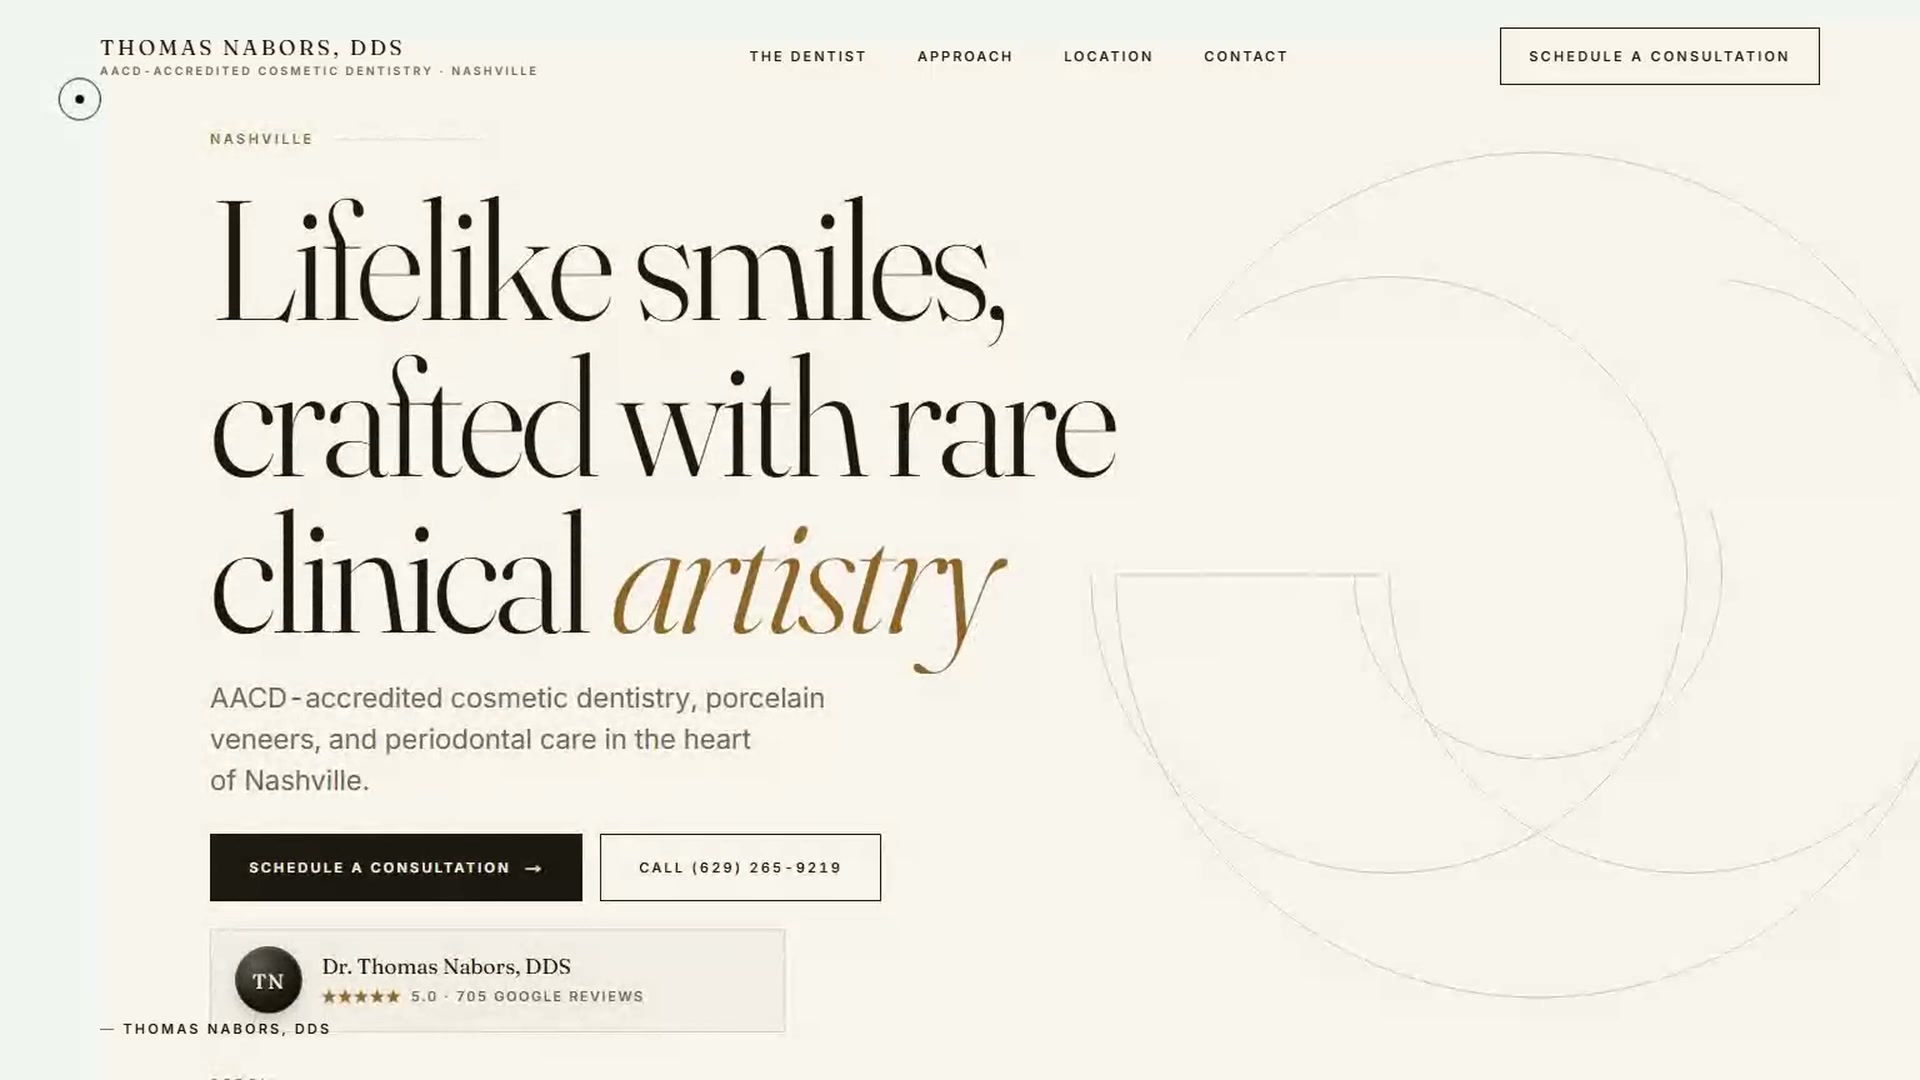 THOMAS NABORS, DDS
AACD-ACCREDITED COSMETIC DENTISTRY · NASHVILLE
THE DENTIST
APPROACH
LOCATION
CONTACT
SCHEDULE A CONSULTATION
NASHVILLE
Lifelike smiles,
crafted with rare
clinical artistry
AACD-accredited cosmetic dentistry, porcelain
veneers, and periodontal care in the heart
of Nashville.
SCHEDULE A CONSULTATION →
CALL (629) 265-9219
TN
Dr. Thomas Nabors, DDS
★★★★★ 5.0 · 705 GOOGLE REVIEWS
— THOMAS NABORS, DDS